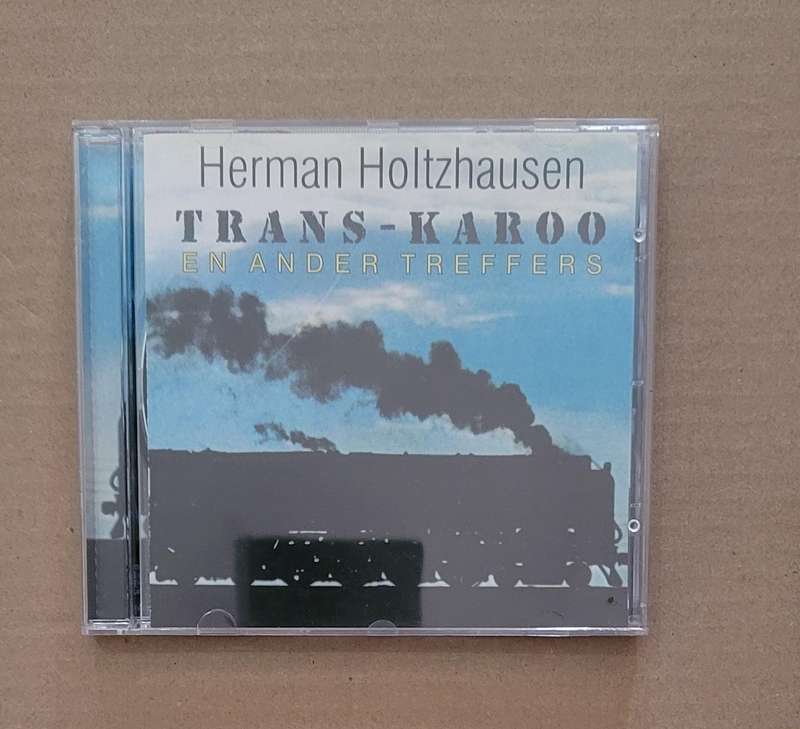 Herman Holtzhausen
TRANS-KAROO
EN ANDER TREFFERS